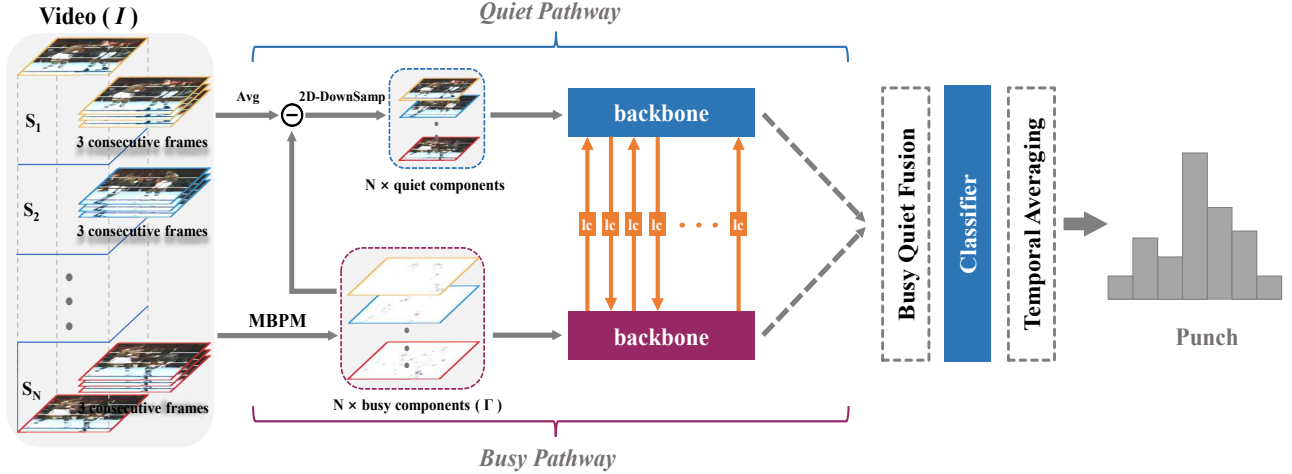 Video ( I )
Quiet Pathway
S1
3 consecutive frames
S2
3 consecutive frames
SN
3 consecutive frames
Avg
2D-DownSamp
N × quiet components
MBPM
N × busy components ( Γ )
backbone
lc
lc
lc
lc
lc
backbone
Busy Pathway
Busy Quiet Fusion
Classifier
Temporal Averaging
Punch